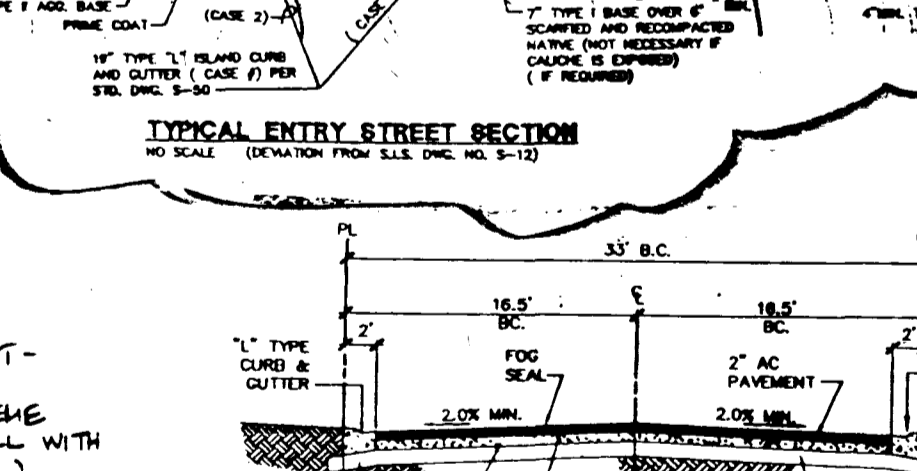 AGG. BASE
PRIME COAT
(CASE 2)
(CASE
TYPE "L" ISLAND CURB
AND GUTTER ( CASE 1) PER
STD. DWG. S-50
7" TYPE I BASE OVER 6"
SCARFIED AND RECOMPACTED
NATIVE (NOT NECESSARY IF
CALICHE IS EXPOSED)
( IF REQUIRED)
TYPICAL ENTRY STREET SECTION
NO SCALE (DEVIATION FROM S.I.S. DWG. NO. S-12)
PL
33' B.C.
16.5'
BC.
℄
16.5'
BC.
2'
2'
"L" TYPE
CURB &
GUTTER
FOG
SEAL
2" AC
PAVEMENT
2.0% MIN.
2.0% MIN.
T-
WITH
)